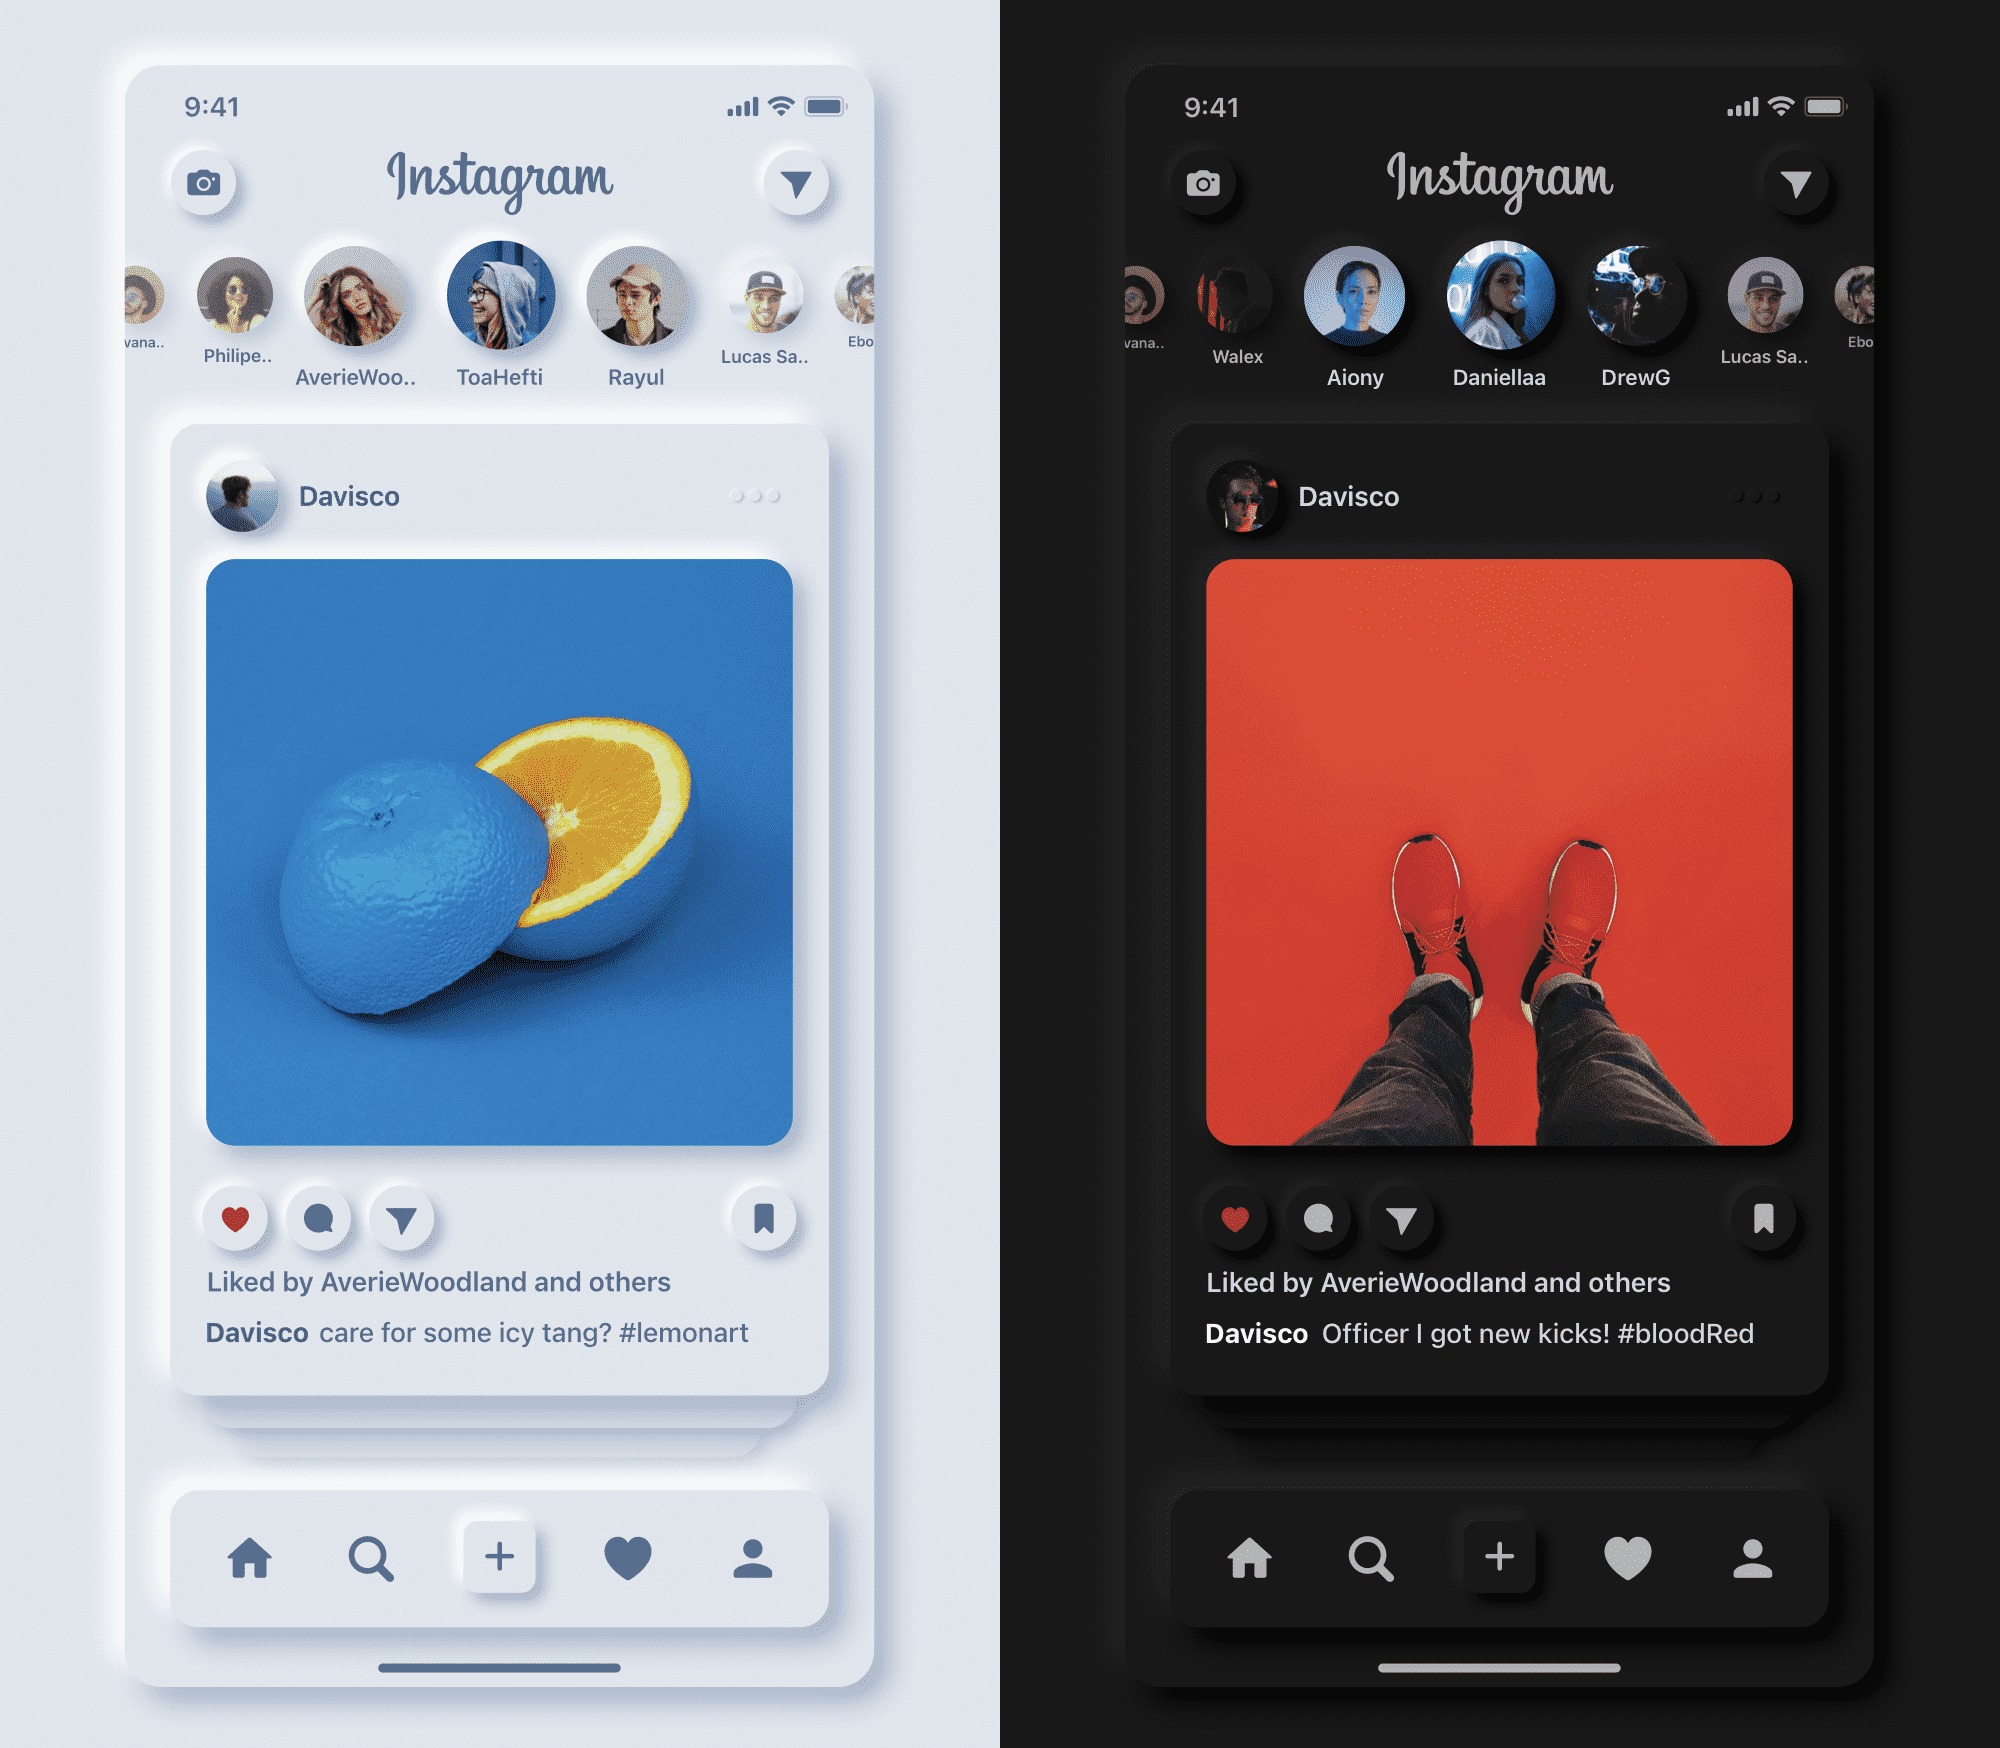 9:41
Instagram
vana..
Philipe..
AverieWoo..
ToaHefti
Rayul
Lucas Sa..
Ebo
Davisco
Liked by AverieWoodland and others
Davisco care for some icy tang? #lemonart
9:41
Instagram
vana..
Walex
Aiony
Daniellaa
DrewG
Lucas Sa..
Ebo
Davisco
Liked by AverieWoodland and others
Davisco Officer I got new kicks! #bloodRed